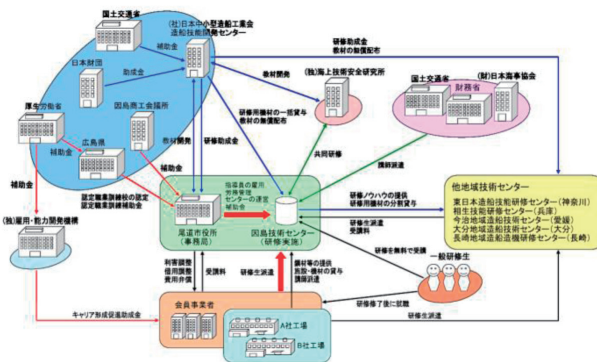 国土交通省
(社)日本中小型造船工業会
造船技能開発センター
補助金
日本財団
助成金
厚生労働省
因島商工会議所
補助金
広島県
教材開発
研修助成金
補助金
認定職業訓練校の認定
認定職業訓練補助金
補助金
(独)雇用・能力開発機構
キャリア形成促進助成金
教材開発
(独)海上技術安全研究所
研修用機材の一括貸与
教材の無償配布
共同研修
研修助成金
教材の無償配布
国土交通省
(財)日本海事協会
財務省
講師派遣
指導員の雇用
労務管理
センターの運営
補助金
尾道市役所
(事務局)
因島技術センター
(研修実施)
研修ノウハウの提供
研修用機材の分割貸与
研修生派遣
受講料
他地域技術センター
東日本造船技能研修センター(神奈川)
相生技能研修センター(兵庫)
今治地域造船技術センター(愛媛)
大分地域造船技術センター(大分)
長崎地域造船造機研修センター(長崎)
利害調整
信用調整
費用弁償
受講料
研修生派遣
鋼材等の提供
施設・機材の貸与
講師派遣
研修を無料で受講
一般研修生
研修修了後に就職
会員事業者
A社工場
B社工場
研修生派遣